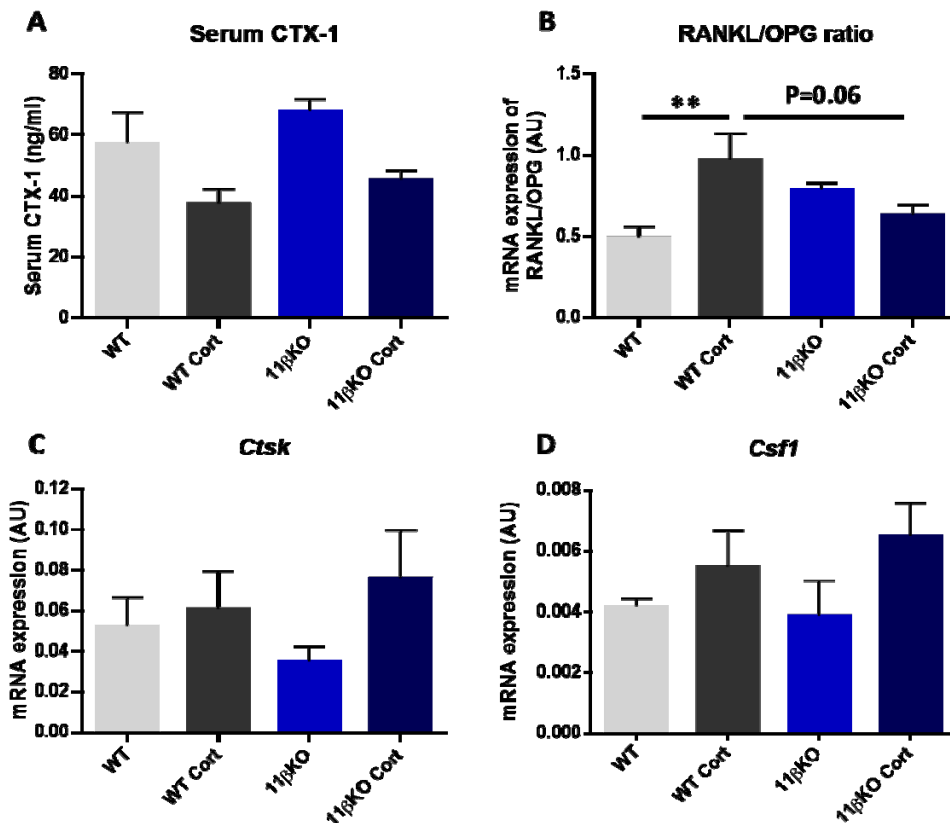 A
Serum CTX-1
Serum CTX-1 (ng/ml)
80
60
40
20
0
WT
WT Cort
11βKO
11βKO Cort
B
RANKL/OPG ratio
mRNA expression of
RANKL/OPG (AU)
1.5
1.0
0.5
0.0
**
P=0.06
WT
WT Cort
11βKO
11βKO Cort
C
Ctsk
mRNA expression (AU)
0.12
0.10
0.08
0.06
0.04
0.02
0.00
WT
WT Cort
11βKO
11βKO Cort
D
Csf1
mRNA expression (AU)
0.008
0.006
0.004
0.002
0.000
WT
WT Cort
11βKO
11βKO Cort